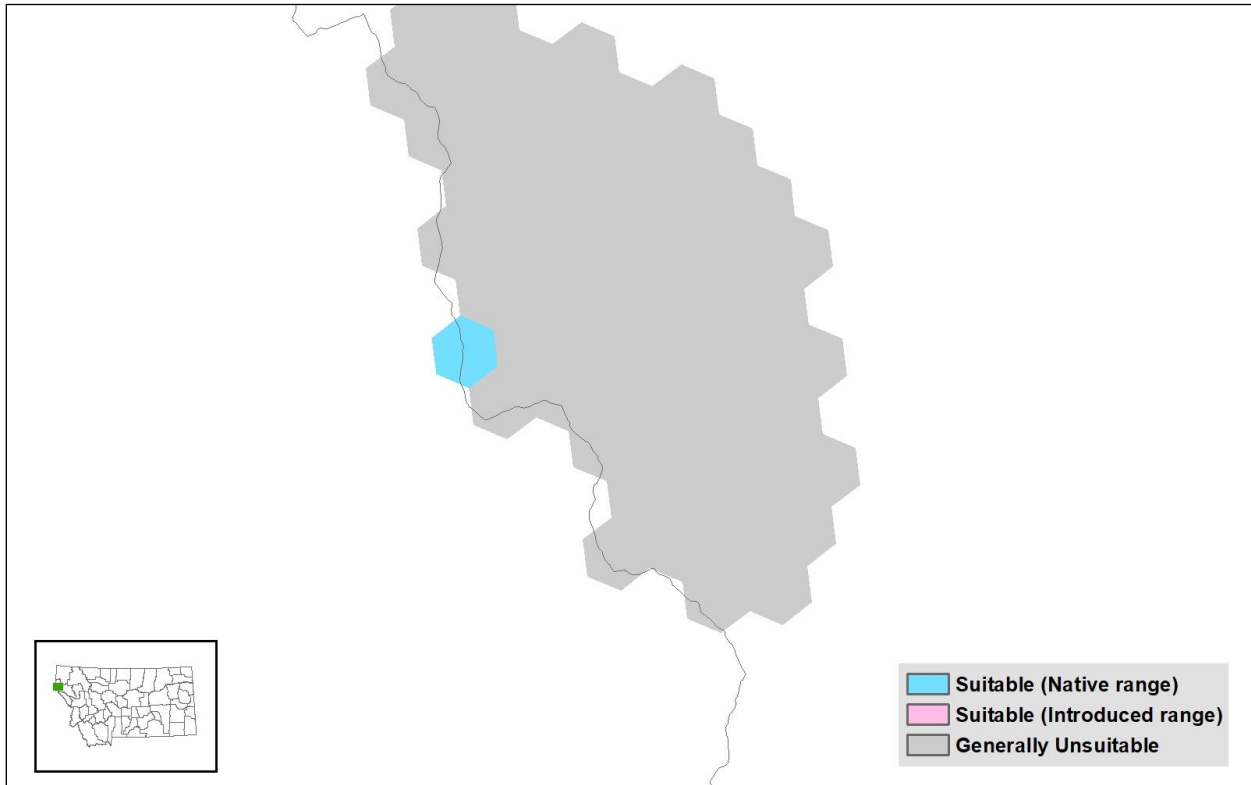 Suitable (Native range)
Suitable (Introduced range)
Generally Unsuitable